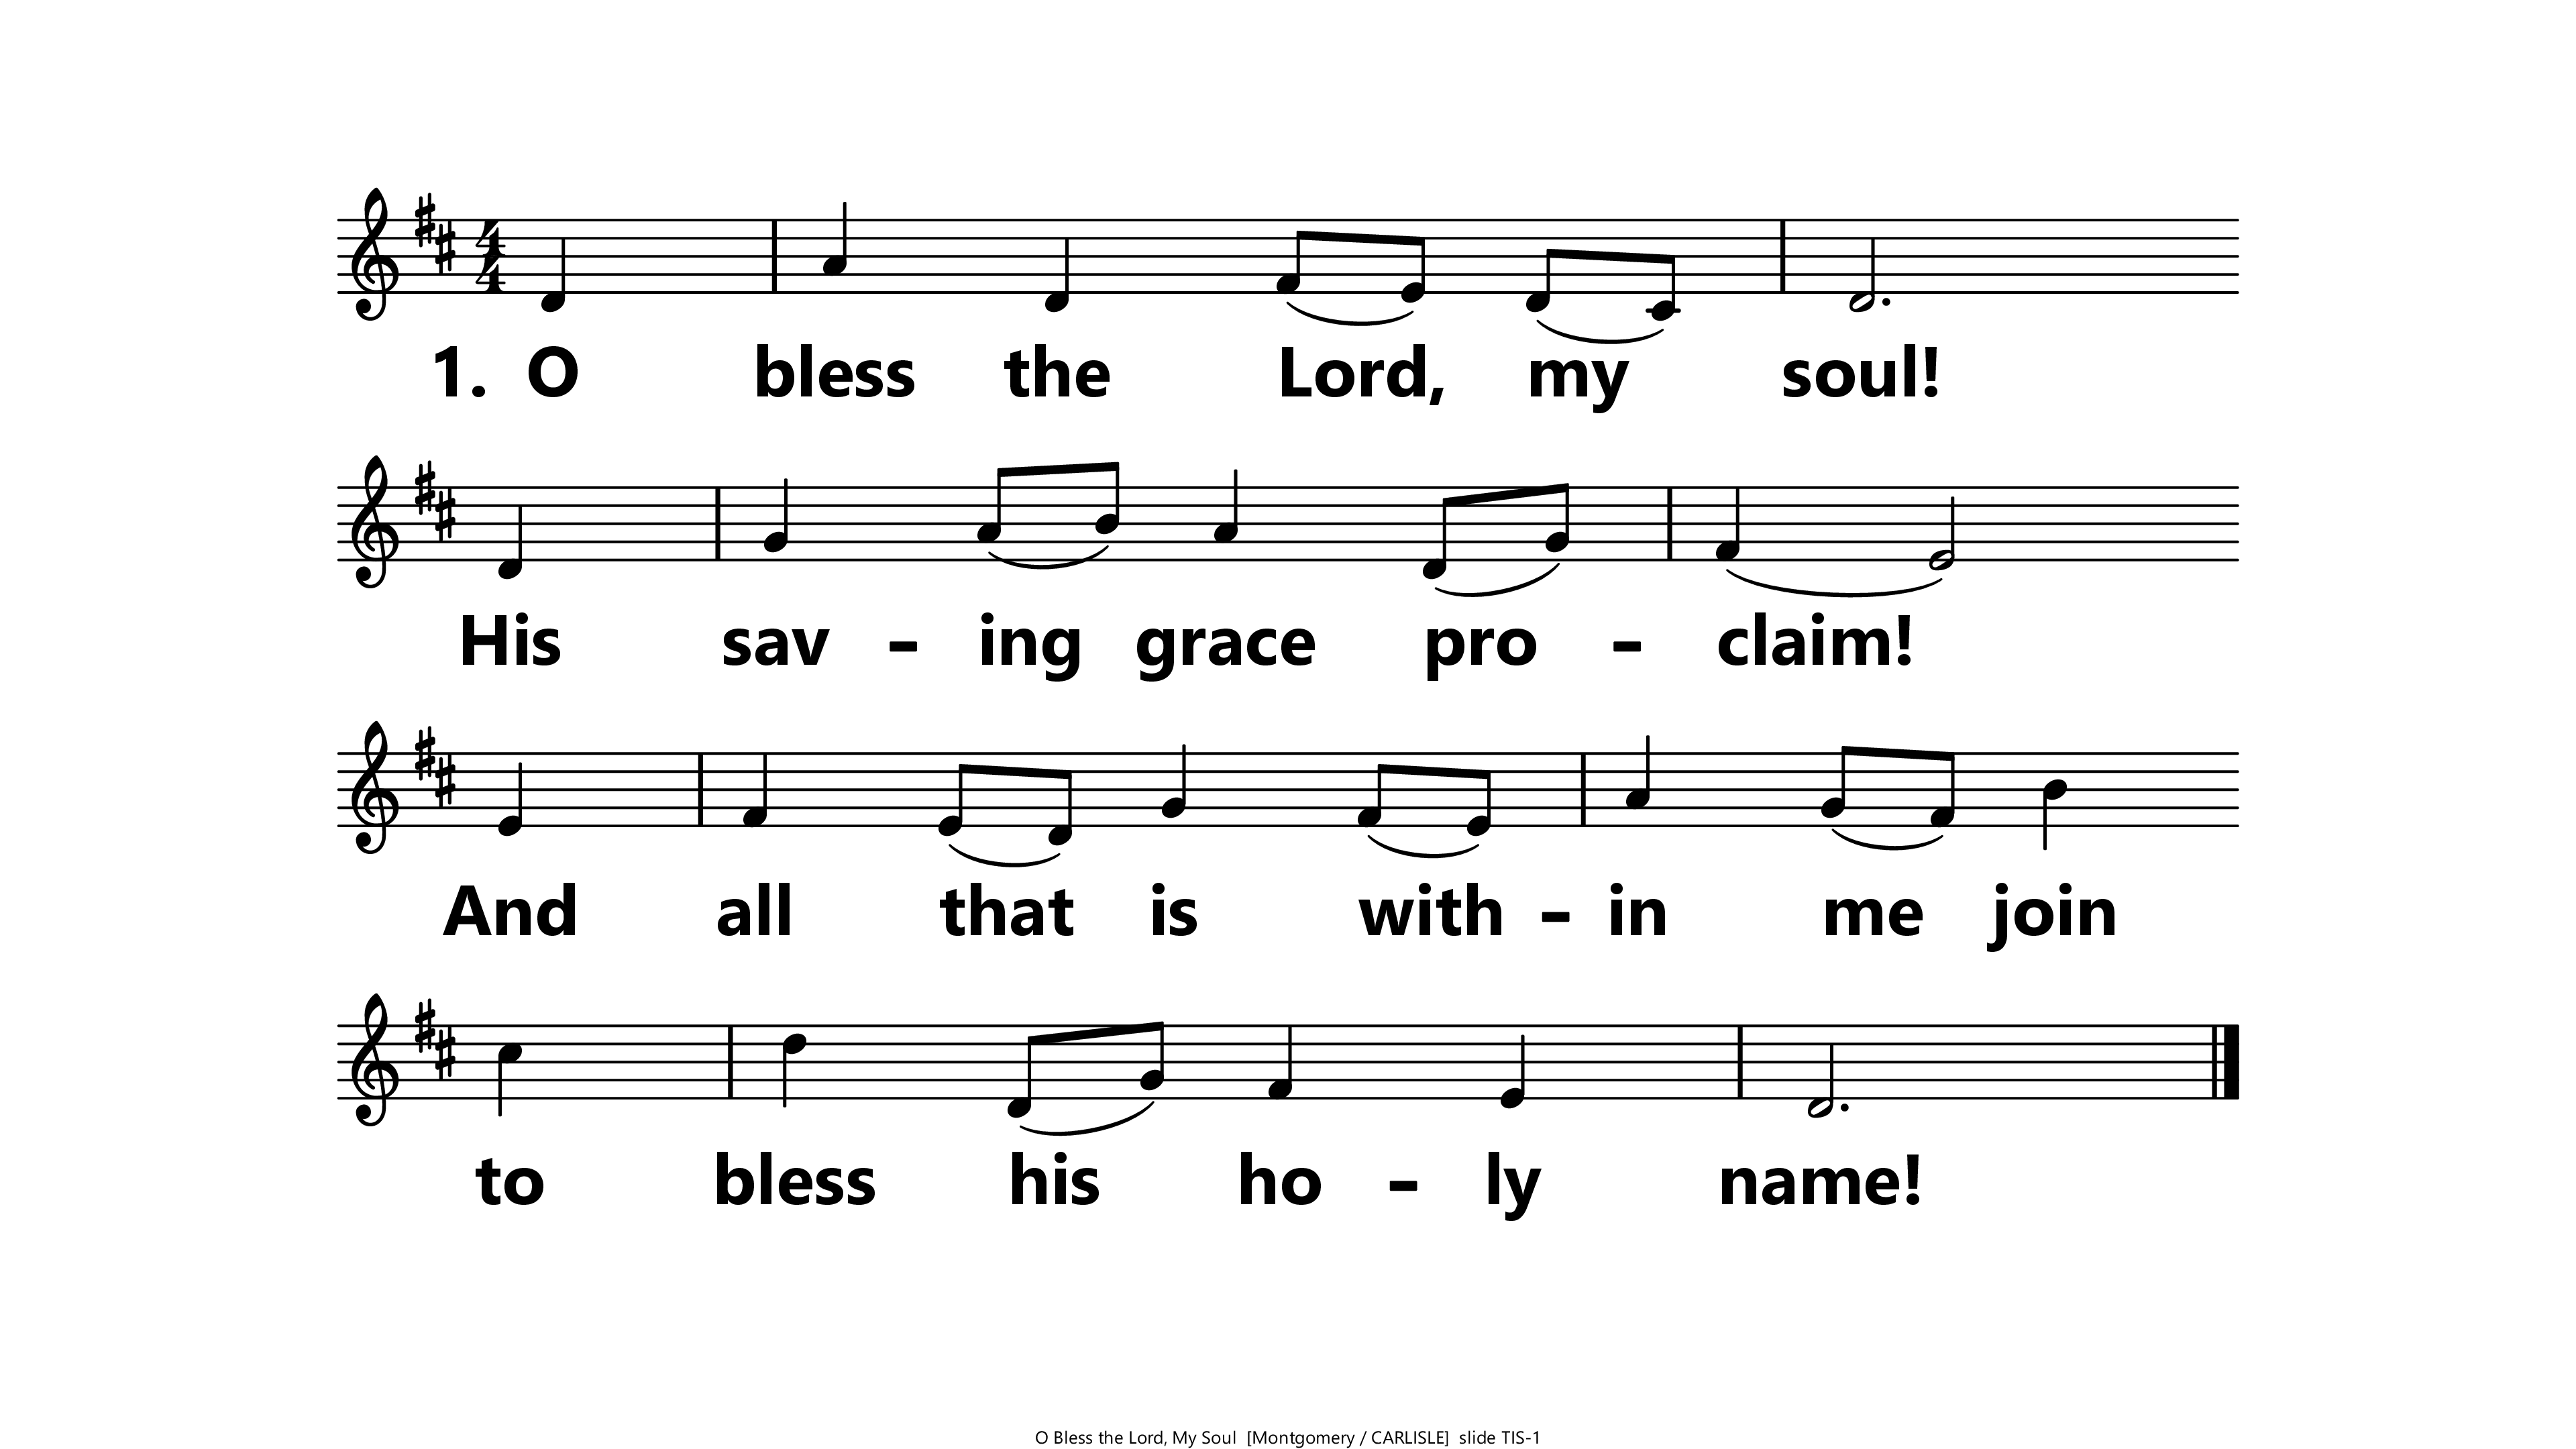 1. O bless the Lord, my soul!
His sav - ing grace pro - claim!
And all that is with - in me join
to bless his ho - ly name!
O Bless the Lord, My Soul [Montgomery / CARLISLE] slide TIS-1